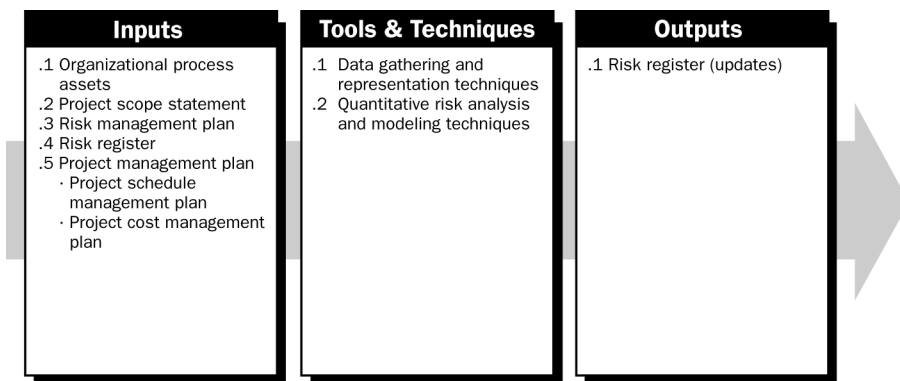 Inputs
.1 Organizational process
assets
.2 Project scope statement
.3 Risk management plan
.4 Risk register
.5 Project management plan
· Project schedule
management plan
· Project cost management
plan
Tools & Techniques
.1 Data gathering and
representation techniques
.2 Quantitative risk analysis
and modeling techniques
Outputs
.1 Risk register (updates)